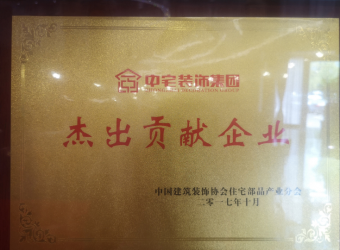 中宅装饰集团
杰出贡献企业
中国建筑装饰协会住宅部品产业分会
二零一七年十月